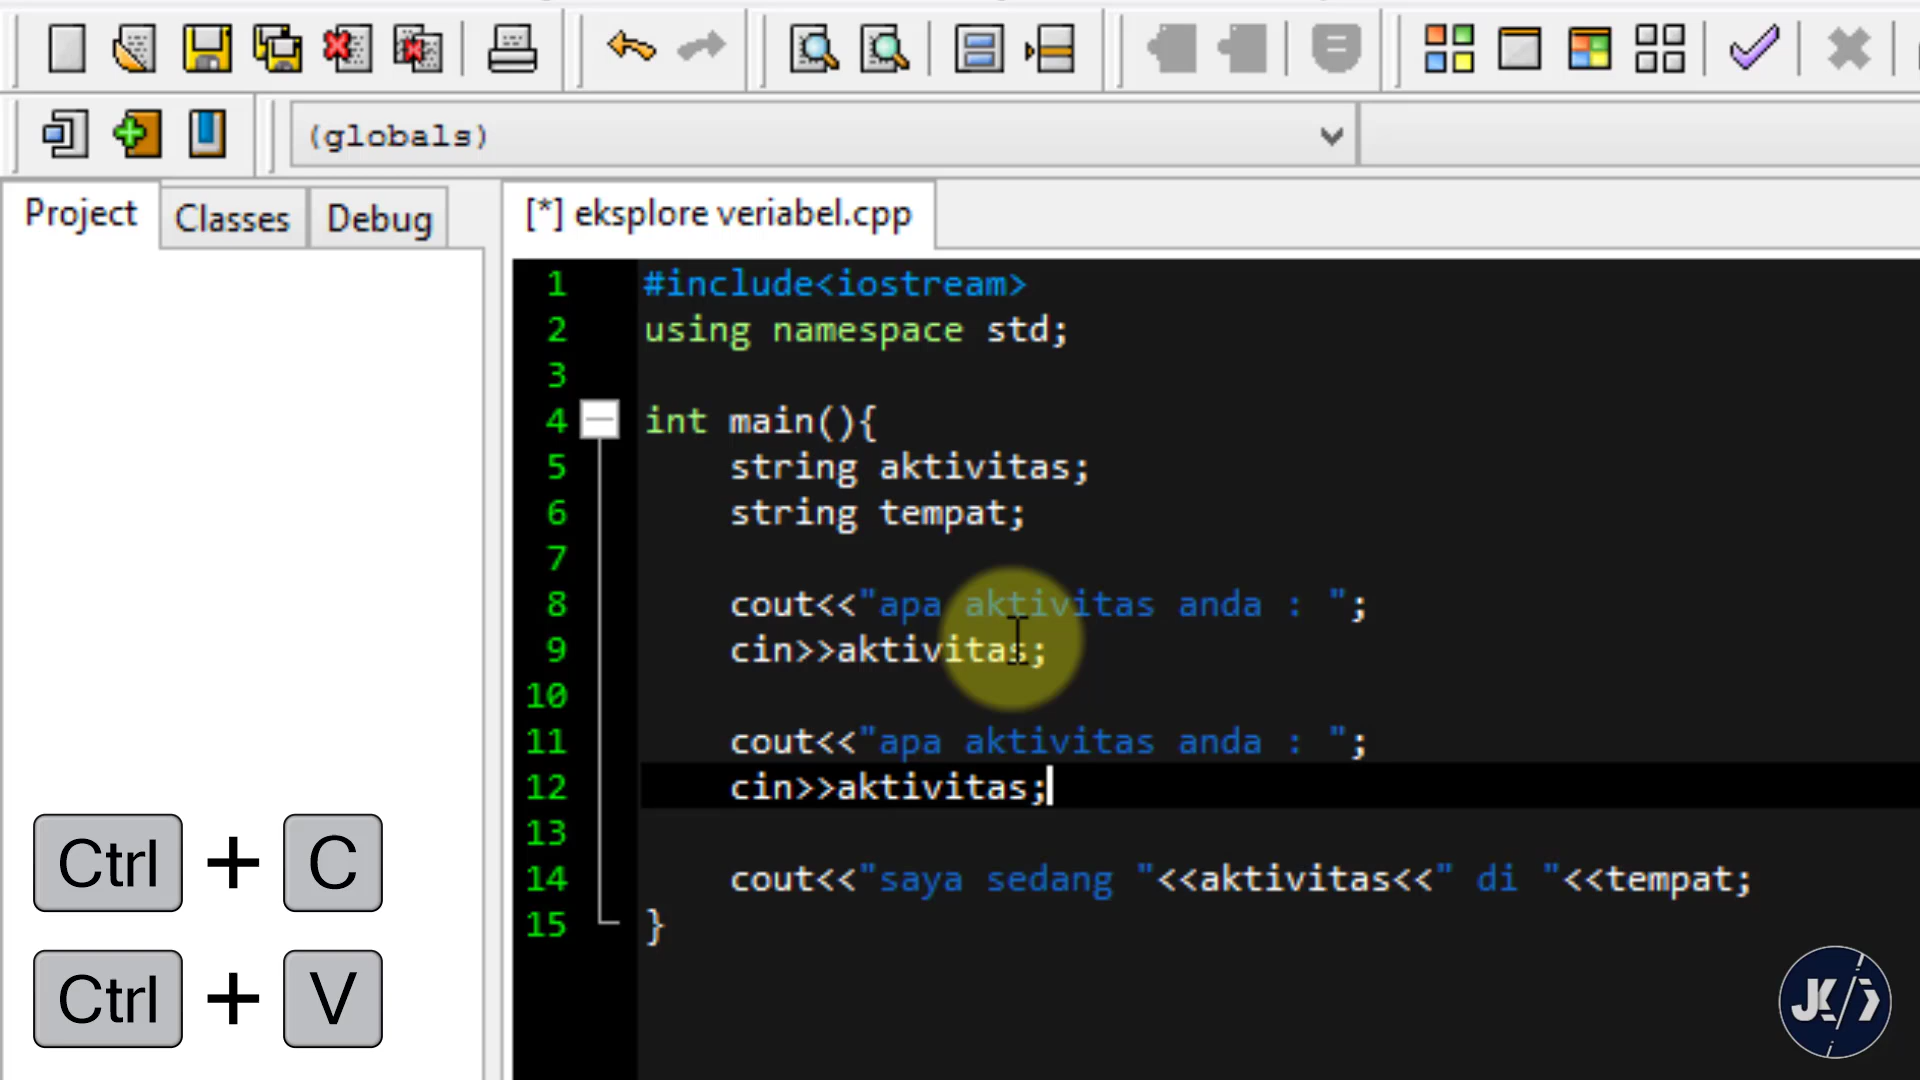 (globals)
Project Classes Debug
[*] eksplore veriabel.cpp
1 #include<iostream>
2 using namespace std;
3
4 int main(){
5 string aktivitas;
6 string tempat;
7
8 cout<<"apa aktivitas anda : ";
9 cin>>aktivitas;
10
11 cout<<"apa aktivitas anda : ";
12 cin>>aktivitas;
13
14 cout<<"saya sedang "<<aktivitas<<" di "<<tempat;
15 }
Ctrl + C
Ctrl + V
JK/>